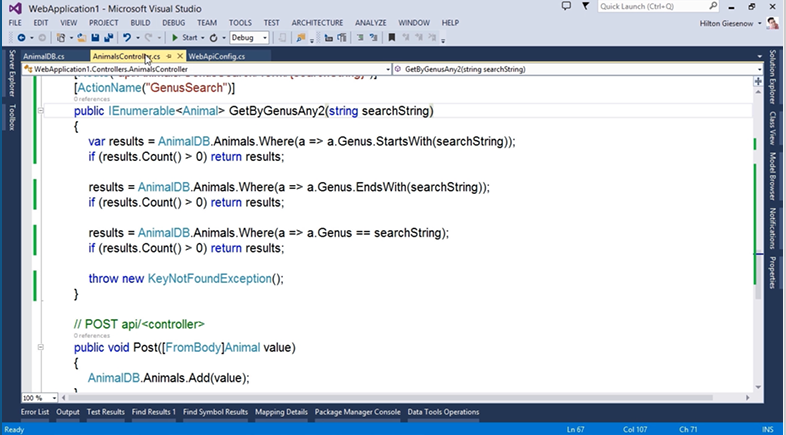 WebApplication1 - Microsoft Visual Studio
Quick Launch (Ctrl+Q)
FILE EDIT VIEW PROJECT BUILD DEBUG TEAM TOOLS TEST ARCHITECTURE ANALYZE WINDOW HELP
Hilton Giesenow
Start Debug
AnimalDB.cs AnimalsController.cs WebApiConfig.cs
WebApplication1.Controllers.AnimalsController GetByGenusAny2(string searchString)
[ActionName("GenusSearch")]
0 references
public IEnumerable<Animal> GetByGenusAny2(string searchString)
{
var results = AnimalDB.Animals.Where(a => a.Genus.StartsWith(searchString));
if (results.Count() > 0) return results;
results = AnimalDB.Animals.Where(a => a.Genus.EndsWith(searchString));
if (results.Count() > 0) return results;
results = AnimalDB.Animals.Where(a => a.Genus == searchString);
if (results.Count() > 0) return results;
throw new KeyNotFoundException();
}
// POST api/<controller>
0 references
public void Post([FromBody]Animal value)
{
AnimalDB.Animals.Add(value);
100 %
Server Explorer
Toolbox
Solution Explorer
Class View
Model Browser
Notifications
Properties
Error List Output Test Results Find Results 1 Find Symbol Results Mapping Details Package Manager Console Data Tools Operations
Ready Ln 67 Col 107 Ch 71 INS